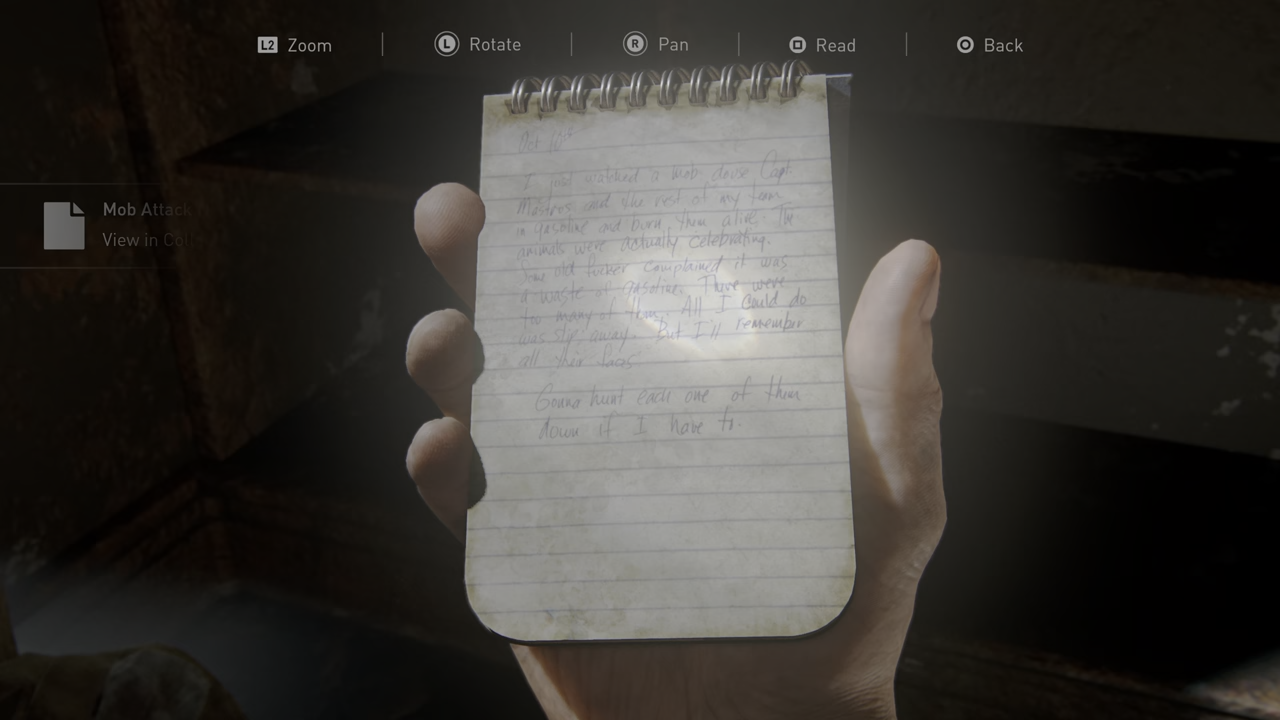 L2 Zoom
L Rotate
R Pan
Read
Back
Mob Attack
View in Col
Oct 10th
I just watched a mob douse Capt.
Mastros and the rest of my team
in gasoline and burn them alive. The
animals were actually celebrating.
Some old fucker complained it was
a waste of gasoline. There were
too many of them. All I could do
was slip away. But I'll remember
all their faces
Gonna hunt each one of them
down if I have to.